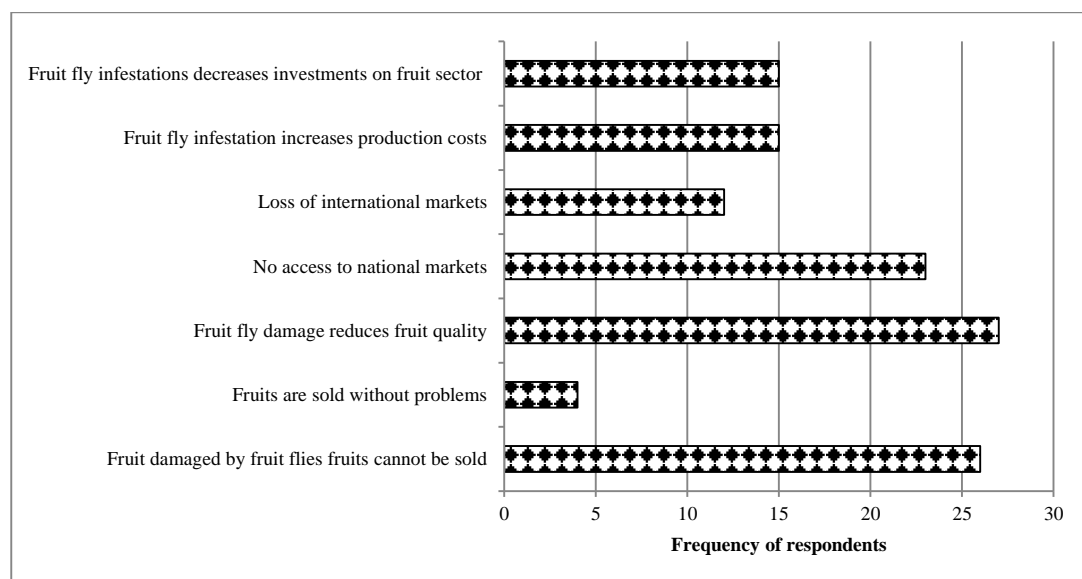 Fruit fly infestations decreases investments on fruit sector
Fruit fly infestation increases production costs
Loss of international markets
No access to national markets
Fruit fly damage reduces fruit quality
Fruits are sold without problems
Fruit damaged by fruit flies fruits cannot be sold
0 5 10 15 20 25 30
Frequency of respondents